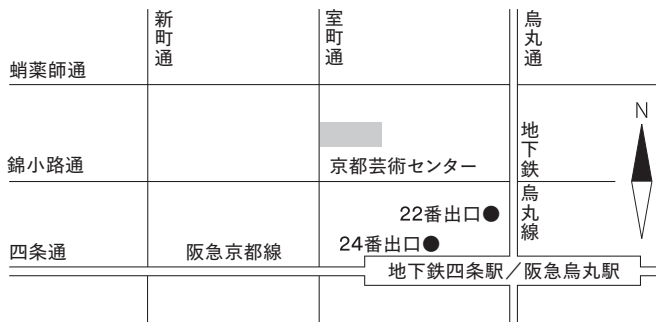 新町通
室町通
烏丸通
蛸薬師通
N
地下鉄烏丸線
錦小路通
京都芸術センター
22番出口
24番出口
四条通
阪急京都線
地下鉄四条駅／阪急烏丸駅